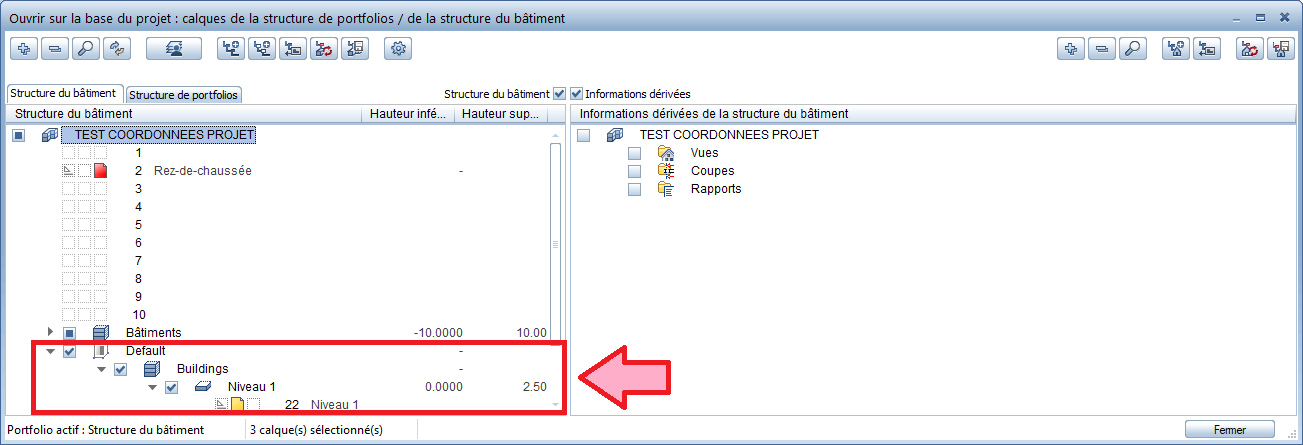 Ouvrir sur la base du projet : calques de la structure de portfolios / de la structure du bâtiment
Structure du bâtiment Structure de portfolios Structure du bâtiment Informations dérivées
Structure du bâtiment Hauteur infé... Hauteur sup... Informations dérivées de la structure du bâtiment
TEST COORDONNEES PROJET TEST COORDONNEES PROJET
1 Vues
2 Rez-de-chaussée - Coupes
3 Rapports
4
5
6
7
8
9
10
Bâtiments -10.0000 10.00
Default -
Buildings -
Niveau 1 0.0000 2.50
22 Niveau 1
Portfolio actif : Structure du bâtiment 3 calque(s) sélectionné(s) Fermer